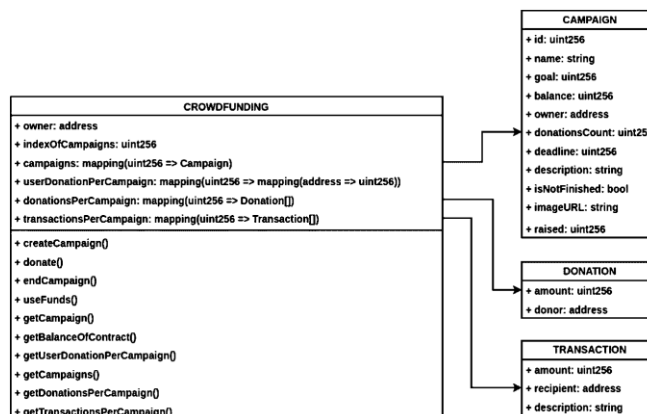 CROWDFUNDING
+ owner: address
+ indexOfCampaigns: uint256
+ campaigns: mapping(uint256 => Campaign)
+ userDonationPerCampaign: mapping(uint256 => mapping(address => uint256))
+ donationsPerCampaign: mapping(uint256 => Donation[])
+ transactionsPerCampaign: mapping(uint256 => Transaction[])
+ createCampaign()
+ donate()
+ endCampaign()
+ useFunds()
+ getCampaign()
+ getBalanceOfContract()
+ getUserDonationPerCampaign()
+ getCampaigns()
+ getDonationsPerCampaign()
+ getTransactionsPerCampaign()
CAMPAIGN
+ id: uint256
+ name: string
+ goal: uint256
+ balance: uint256
+ owner: address
+ donationsCount: uint25
+ deadline: uint256
+ description: string
+ isNotFinished: bool
+ imageURL: string
+ raised: uint256
DONATION
+ amount: uint256
+ donor: address
TRANSACTION
+ amount: uint256
+ recipient: address
+ description: string